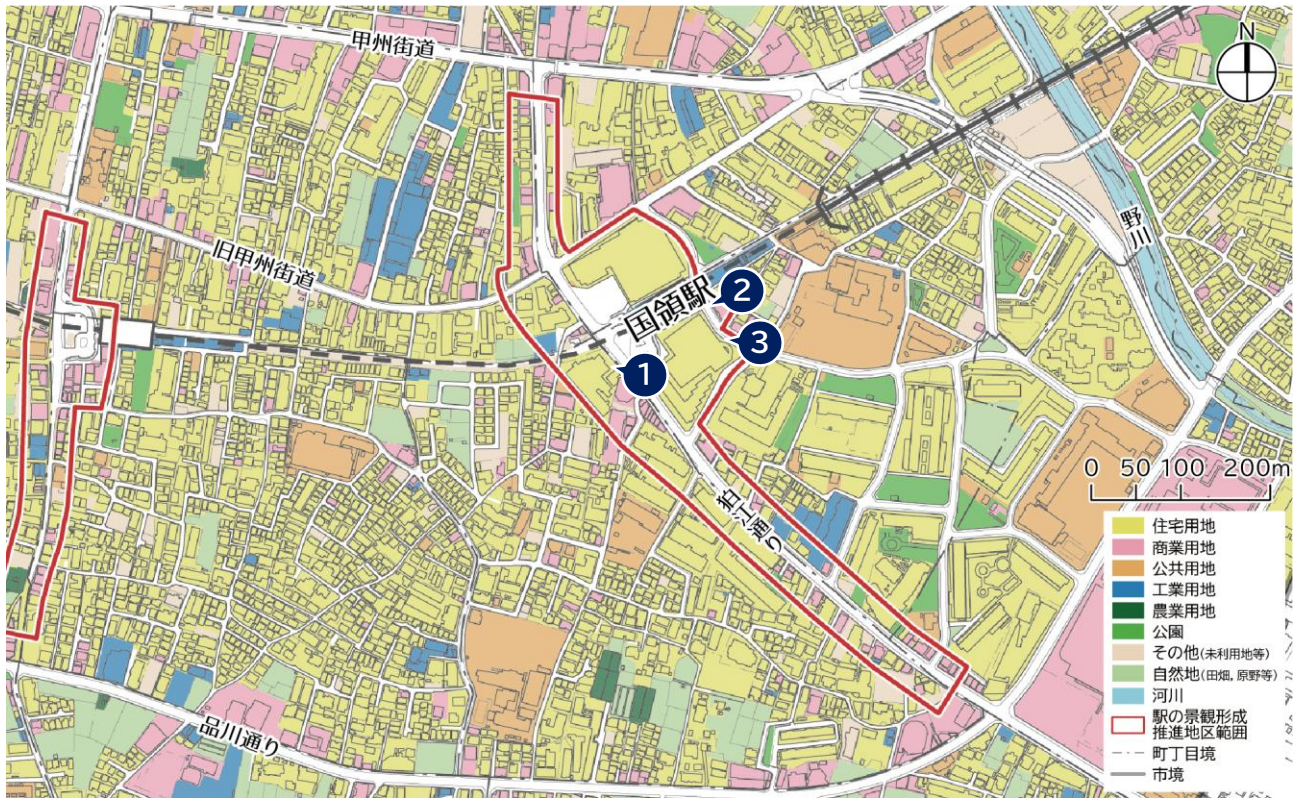 甲州街道
N
野川
旧甲州街道
国領駅
2
3
1
0 50 100 200m
狛江通り
品川通り
住宅用地
商業用地
公共用地
工業用地
農業用地
公園
その他(未利用地等)
自然地(田畑,原野等)
河川
駅の景観形成
推進地区範囲
町丁目境
市境